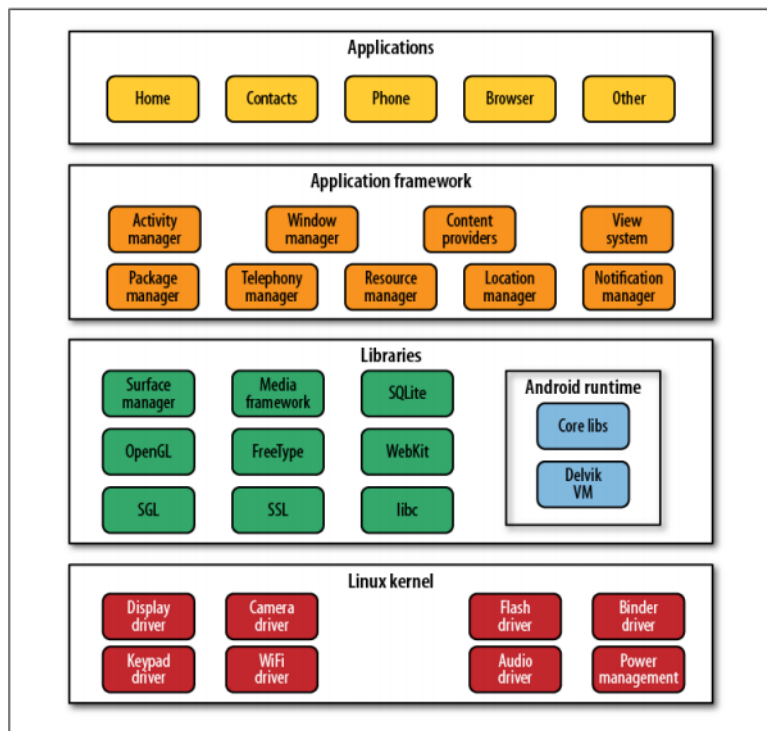 Applications
Home
Contacts
Phone
Browser
Other
Application framework
Activity
manager
Window
manager
Content
providers
View
system
Package
manager
Telephony
manager
Resource
manager
Location
manager
Notification
manager
Libraries
Surface
manager
Media
framework
SQLite
OpenGL
FreeType
WebKit
SGL
SSL
libc
Android runtime
Core libs
Delvik
VM
Linux kernel
Display
driver
Camera
driver
Flash
driver
Binder
driver
Keypad
driver
WiFi
driver
Audio
driver
Power
management